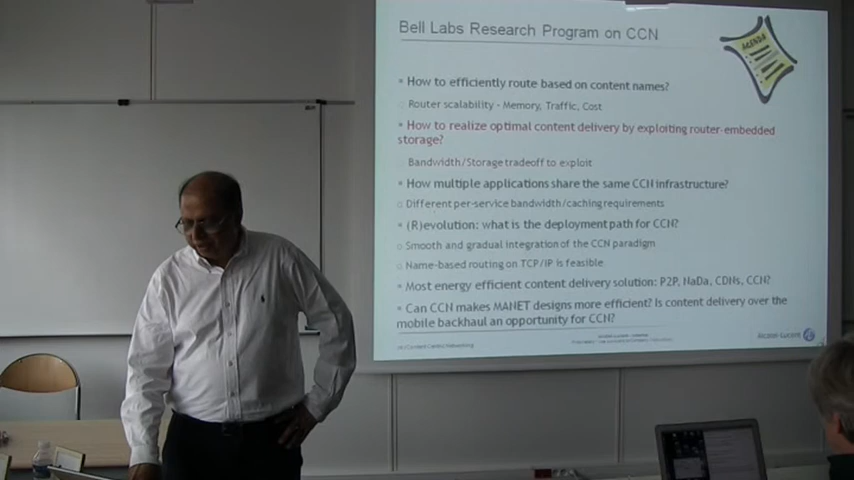 Bell Labs Research Program on CCN
AGENDA
How to efficiently route based on content names?
Router scalability - Memory, Traffic, Cost
How to realize optimal content delivery by exploiting router-embedded
storage?
Bandwidth/Storage tradeoff to exploit
How multiple applications share the same CCN infrastructure?
Different per-service bandwidth/caching requirements
(R)evolution: what is the deployment path for CCN?
Smooth and gradual integration of the CCN paradigm
Name-based routing on TCP/IP is feasible
Most energy efficient content delivery solution: P2P, NaDa, CDNs, CCN?
Can CCN makes MANET designs more efficient? Is content delivery over the
mobile backhaul an opportunity for CCN?
Content Centric Networking
Alcatel-Lucent